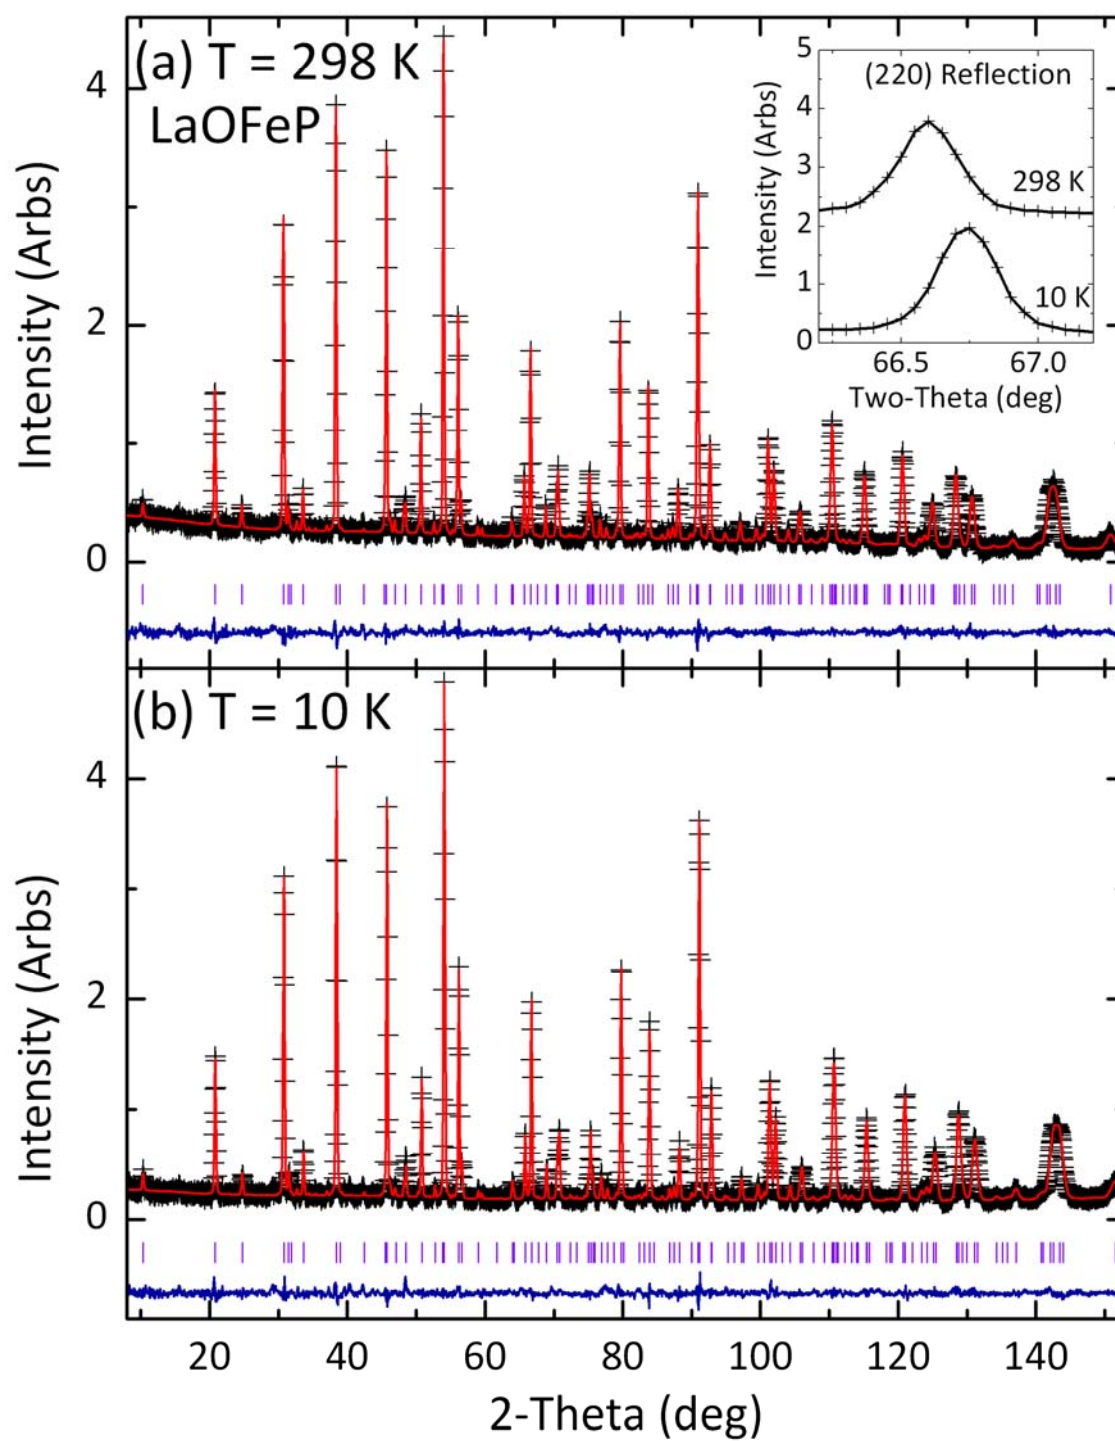 (a) T = 298 K
LaOFeP
Intensity (Arbs)
4
2
0
(220) Reflection
Intensity (Arbs)
5
4
3
2
1
0
298 K
10 K
66.5 67.0
Two-Theta (deg)
(b) T = 10 K
Intensity (Arbs)
4
2
0
20 40 60 80 100 120 140
2-Theta (deg)